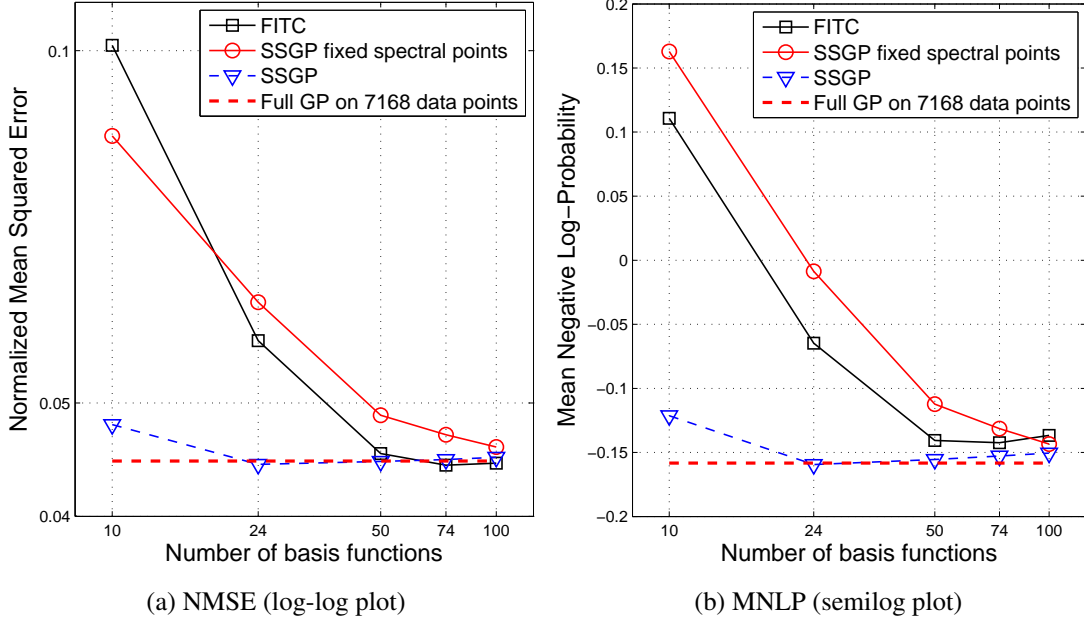 FITC
SSGP fixed spectral points
SSGP
Full GP on 7168 data points
Normalized Mean Squared Error
0.1
0.05
0.04
10
24
50
74
100
Number of basis functions
(a) NMSE (log-log plot)
FITC
SSGP fixed spectral points
SSGP
Full GP on 7168 data points
Mean Negative Log−Probability
0.2
0.15
0.1
0.05
0
−0.05
−0.1
−0.15
−0.2
10
24
50
74
100
Number of basis functions
(b) MNLP (semilog plot)